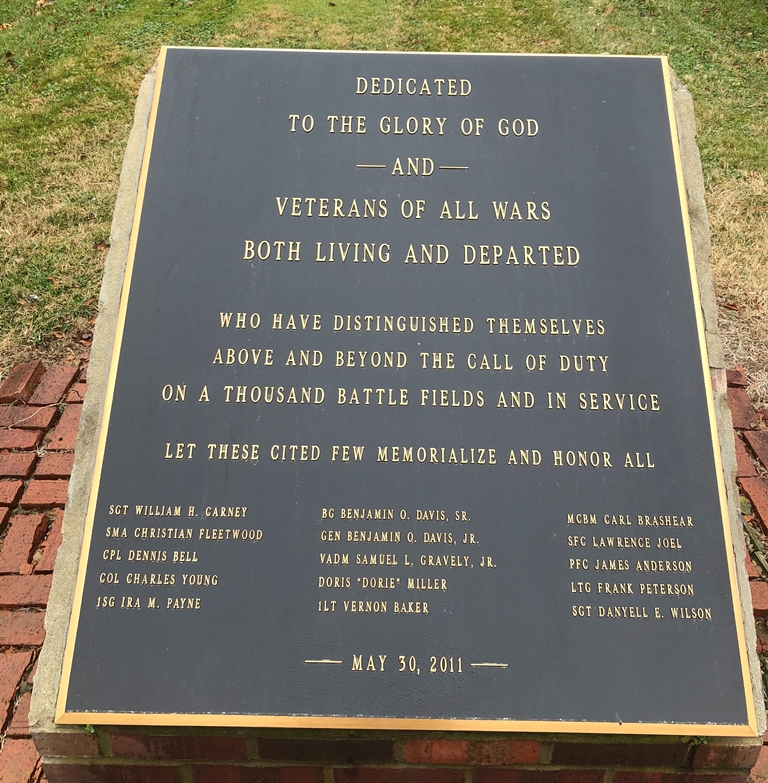 DEDICATED
TO THE GLORY OF GOD
— AND —
VETERANS OF ALL WARS
BOTH LIVING AND DEPARTED
WHO HAVE DISTINGUISHED THEMSELVES
ABOVE AND BEYOND THE CALL OF DUTY
ON A THOUSAND BATTLE FIELDS AND IN SERVICE
LET THESE CITED FEW MEMORIALIZE AND HONOR ALL
SGT WILLIAM H. CARNEY
SMA CHRISTIAN FLEETWOOD
CPL DENNIS BELL
COL CHARLES YOUNG
1SG IRA M. PAYNE
BG BENJAMIN O. DAVIS, SR.
GEN BENJAMIN O. DAVIS, JR.
VADM SAMUEL L. GRAVELY, JR.
DORIS "DORIE" MILLER
1LT VERNON BAKER
MCBM CARL BRASHEAR
SFC LAWRENCE JOEL
PFC JAMES ANDERSON
LTG FRANK PETERSON
SGT DANYELL E. WILSON
— MAY 30, 2011 —